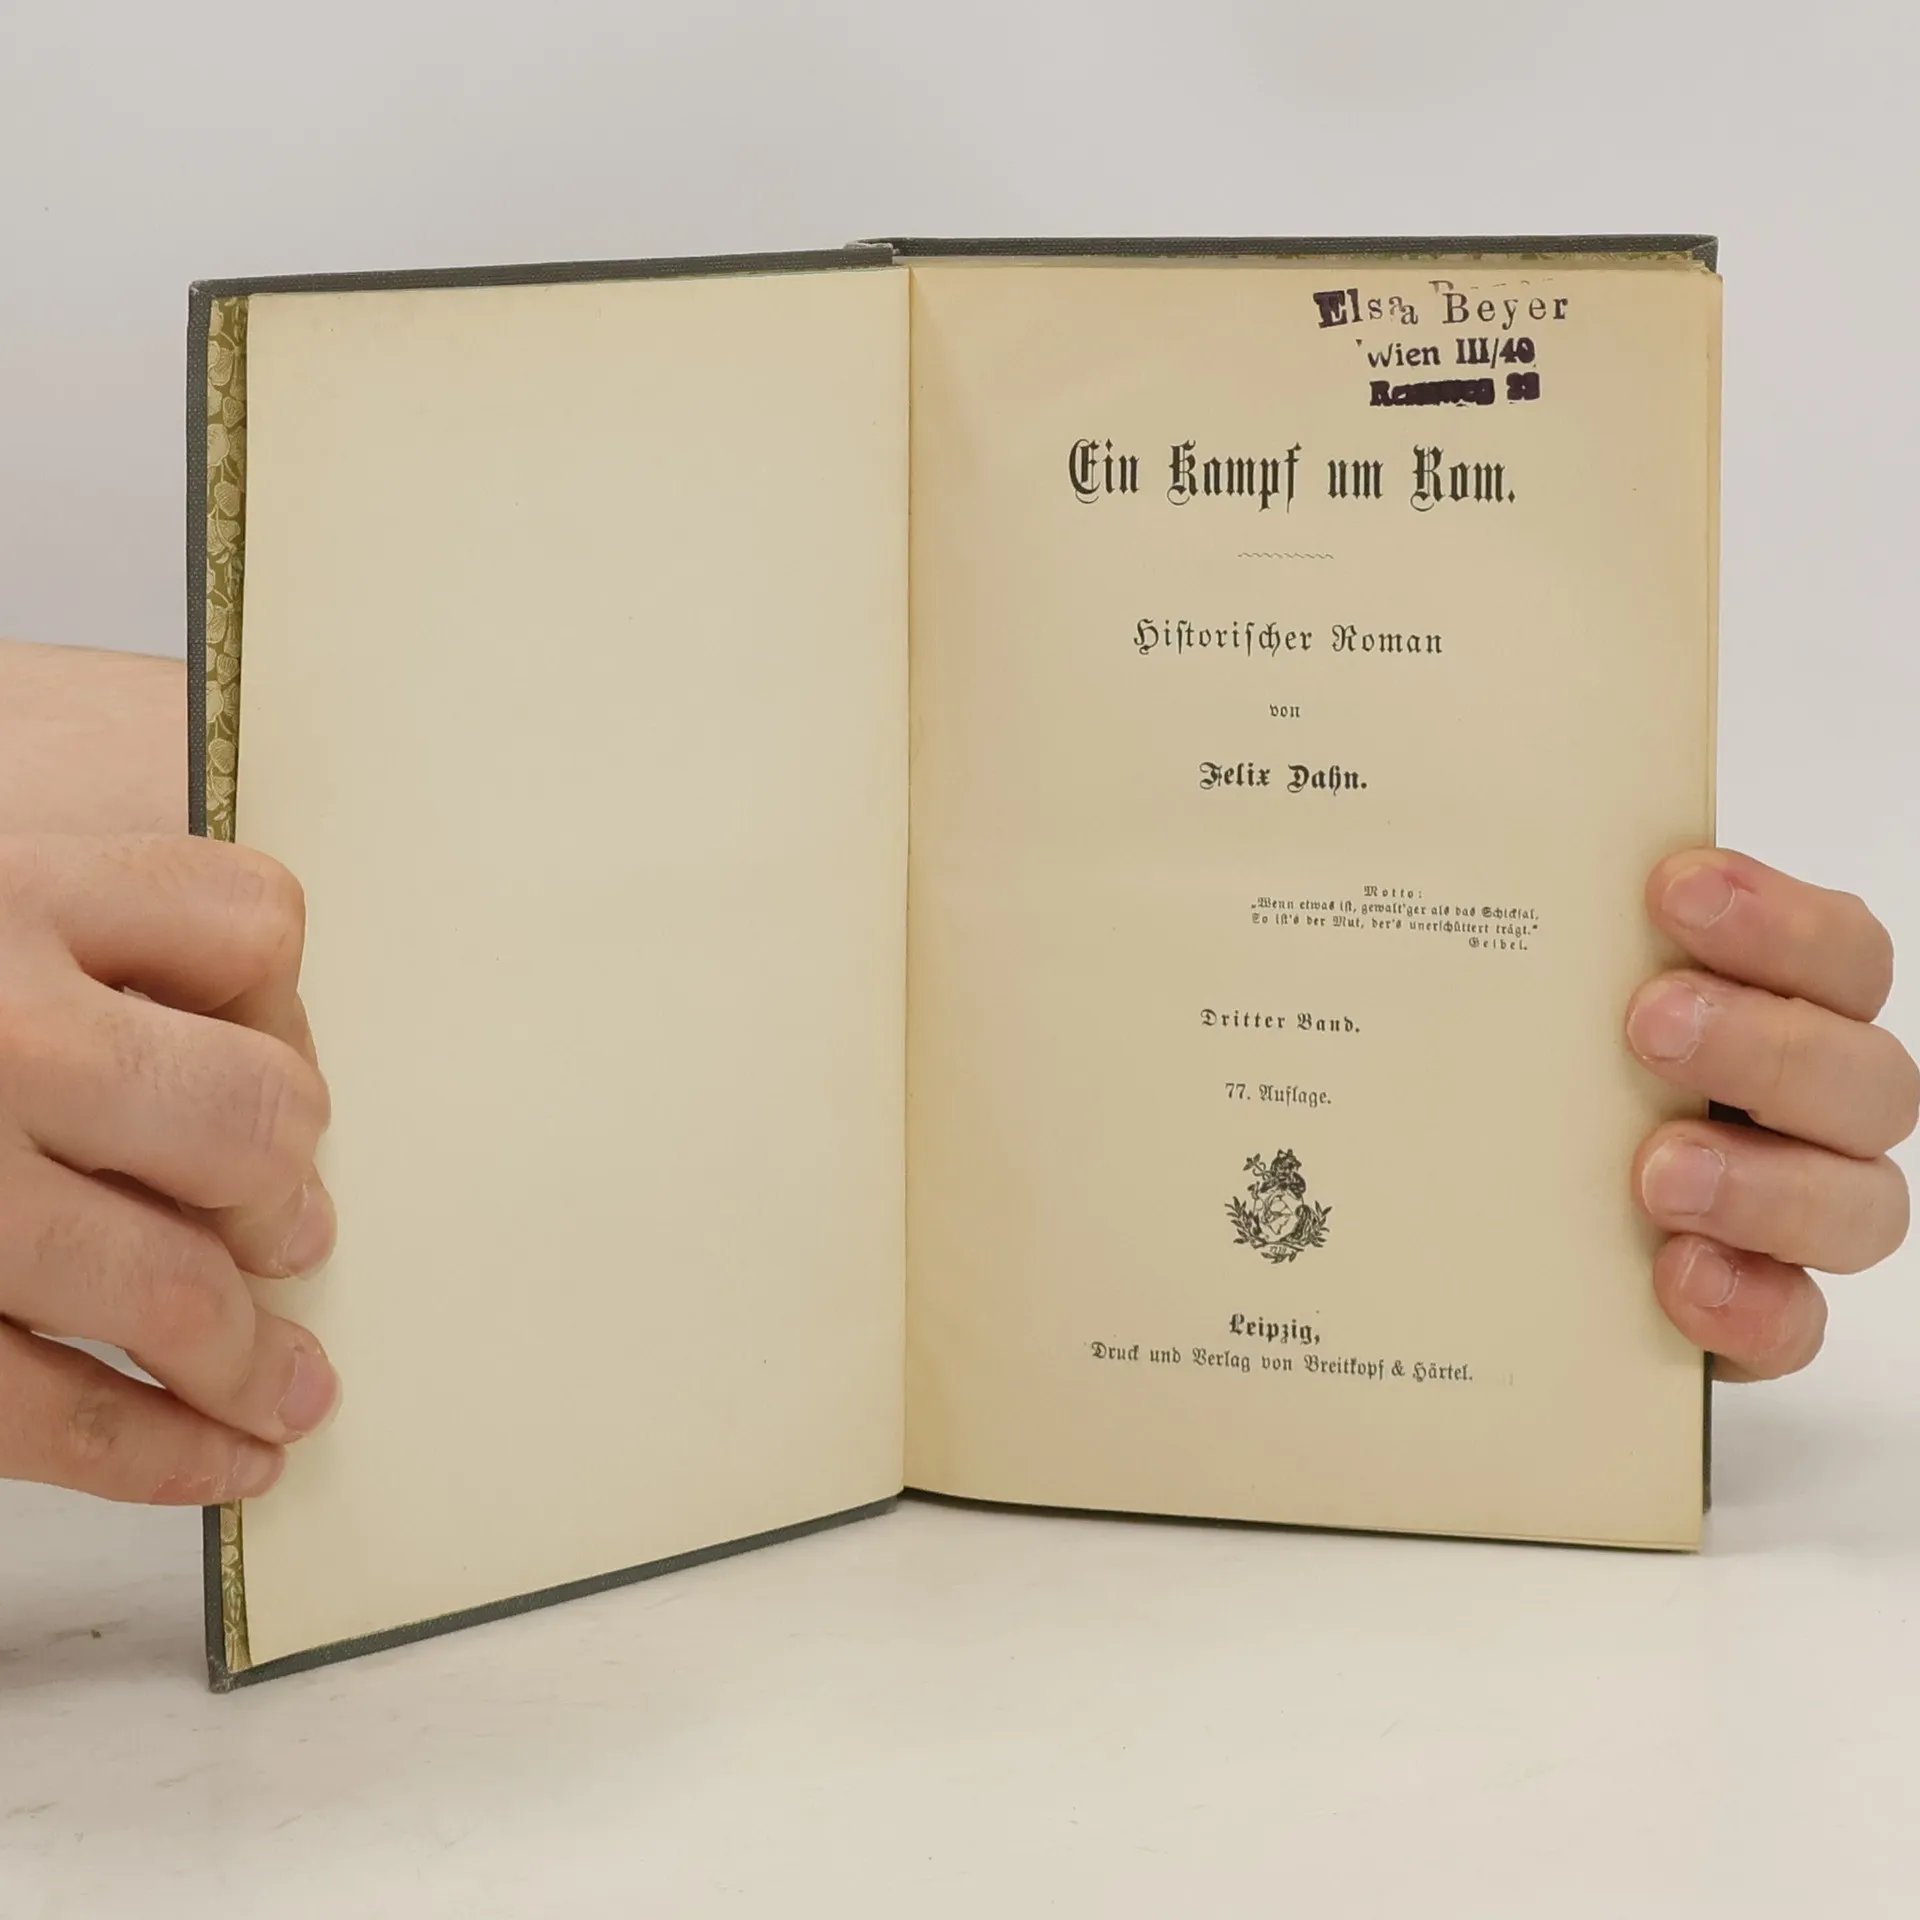 Elsa Beyer
Wien III/40
Ein Kampf um Rom.
Historischer Roman
von
Felix Dahn.
Motto:
„Wenn etwas ist, gewalt'ger als das Schicksal,
So ist's der Mut, der's unerschüttert trägt.“
Geibel.
Dritter Band.
77. Auflage.
Leipzig,
Druck und Verlag von Breitkopf & Härtel.